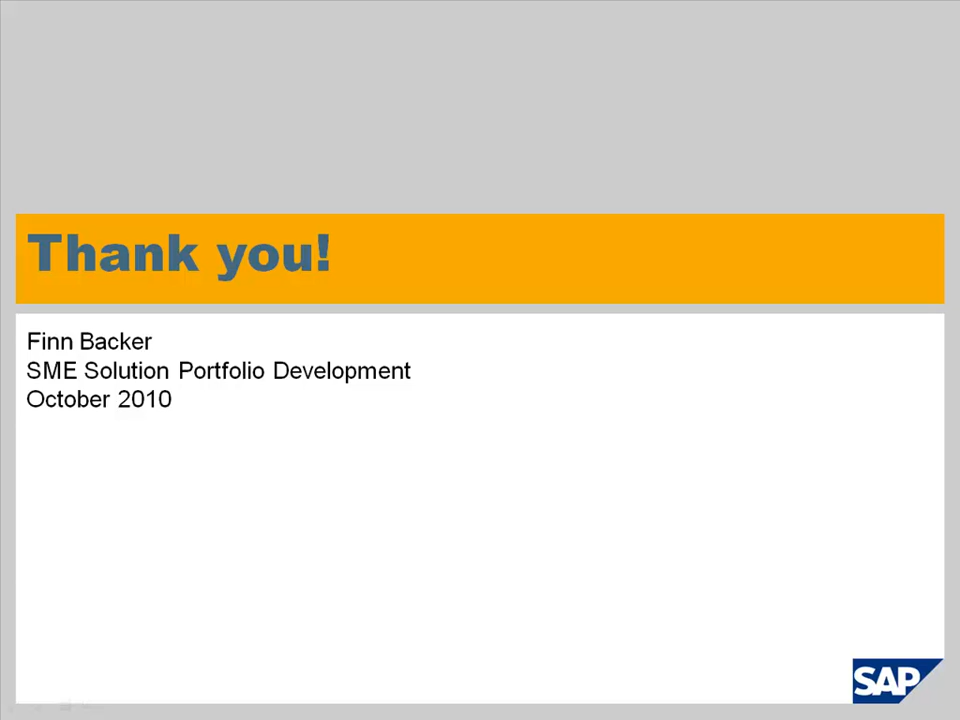 Thank you!
Finn Backer
SME Solution Portfolio Development
October 2010
SAP